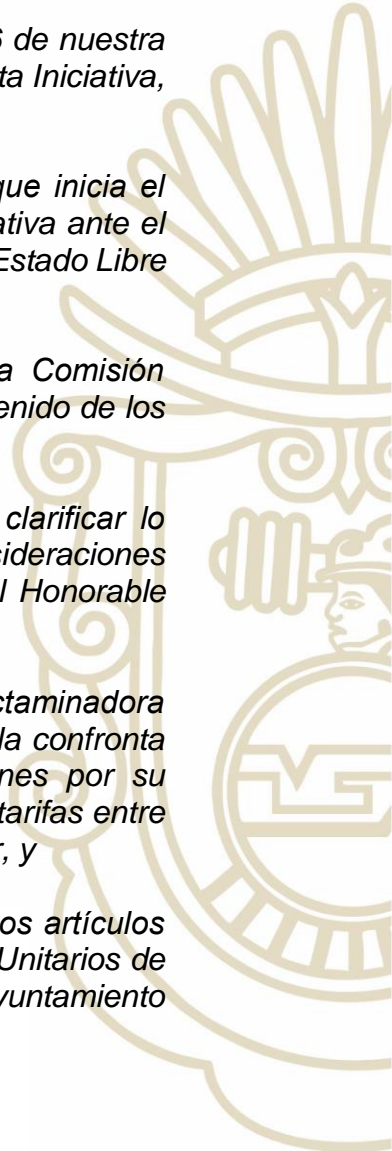 6 de nuestra
ta Iniciativa,
que inicia el
ativa ante el
Estado Libre
a Comisión
enido de los
clarificar lo
sideraciones
l Honorable
ctaminadora
la confronta
nes por su
tarifas entre
r, y
os artículos
Unitarios de
yuntamiento